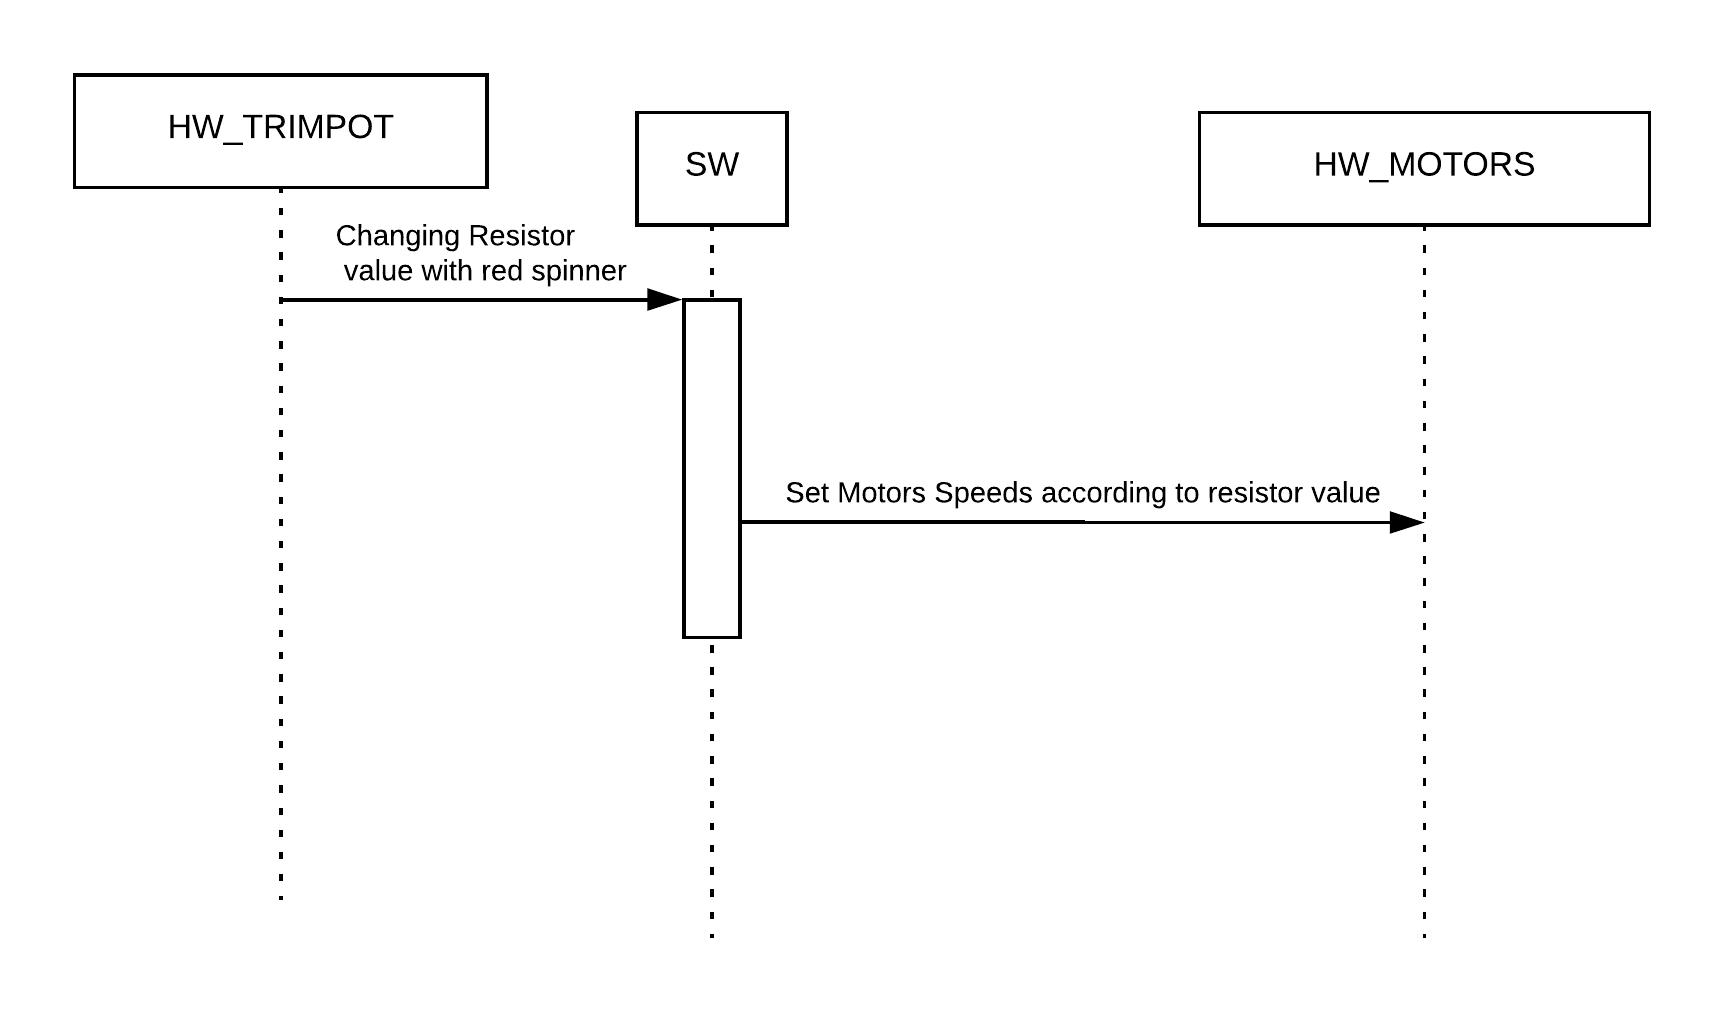 HW_TRIMPOT
SW
HW_MOTORS
Changing Resistor
value with red spinner
Set Motors Speeds according to resistor value